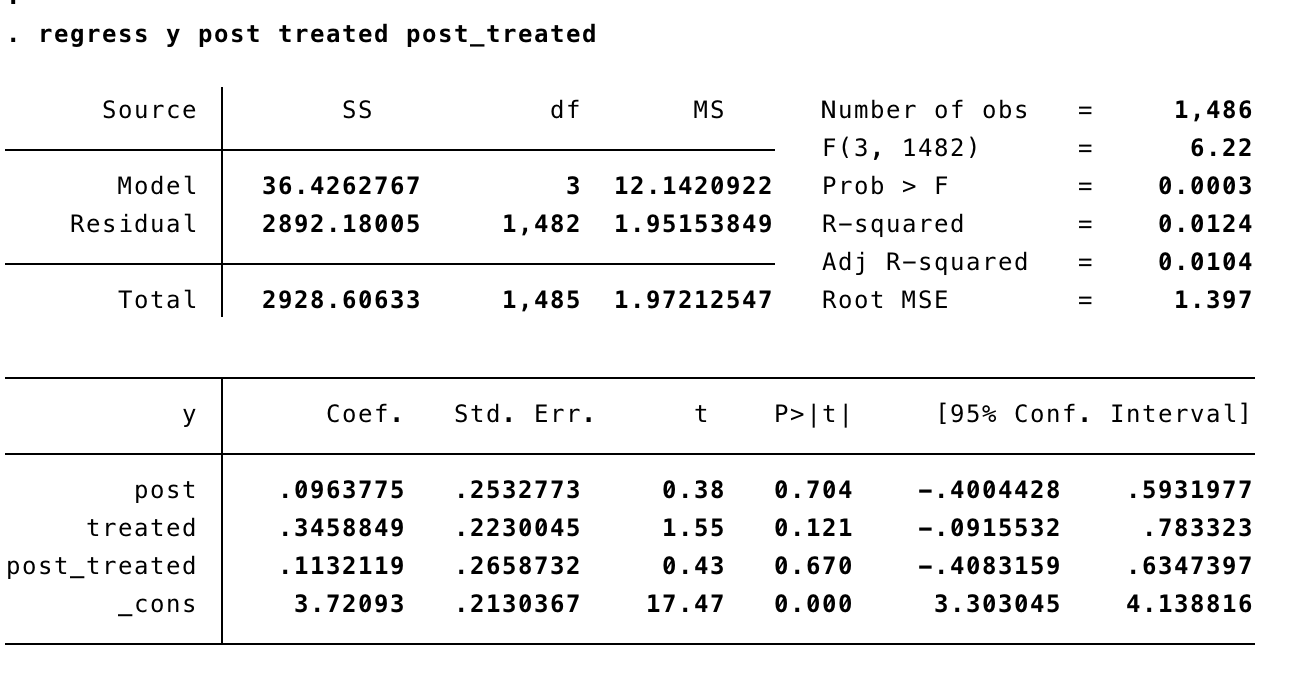 . regress y post treated post_treated
Source SS df MS Number of obs = 1,486
F(3, 1482) = 6.22
Model 36.4262767 3 12.1420922 Prob > F = 0.0003
Residual 2892.18005 1,482 1.95153849 R-squared = 0.0124
Adj R-squared = 0.0104
Total 2928.60633 1,485 1.97212547 Root MSE = 1.397
y Coef. Std. Err. t P>|t| [95% Conf. Interval]
post .0963775 .2532773 0.38 0.704 -.4004428 .5931977
treated .3458849 .2230045 1.55 0.121 -.0915532 .783323
post_treated .1132119 .2658732 0.43 0.670 -.4083159 .6347397
_cons 3.72093 .2130367 17.47 0.000 3.303045 4.138816